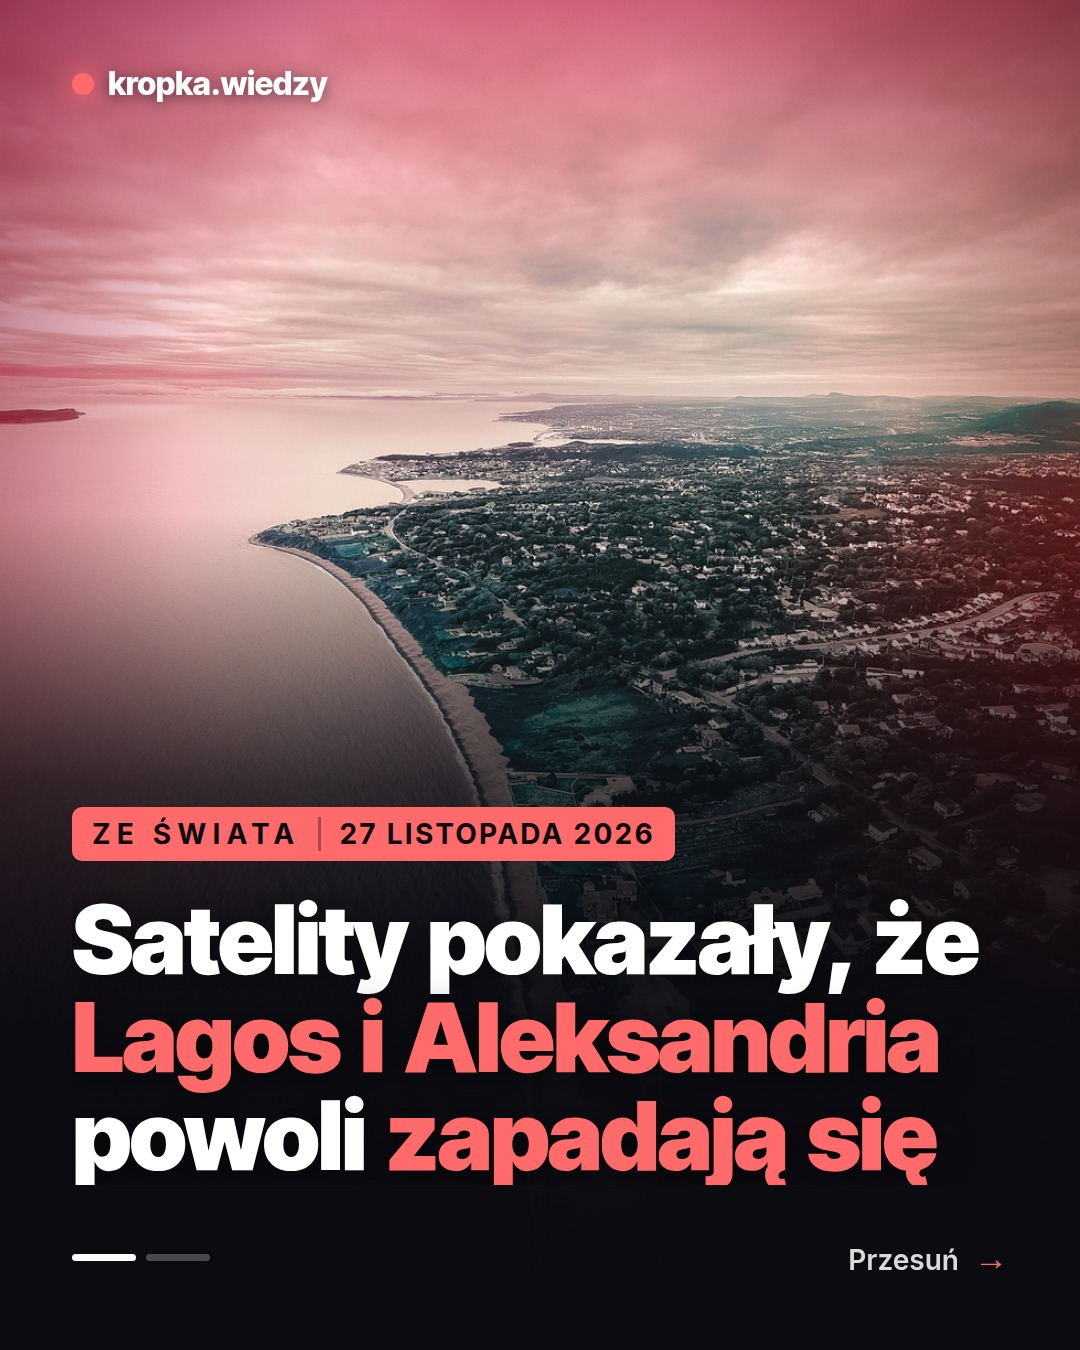 kropka.wiedzy
ZE ŚWIATA | 27 LISTOPADA 2026
Satelity pokazały, że
Lagos i Aleksandria
powoli zapadają się
Przesuń →